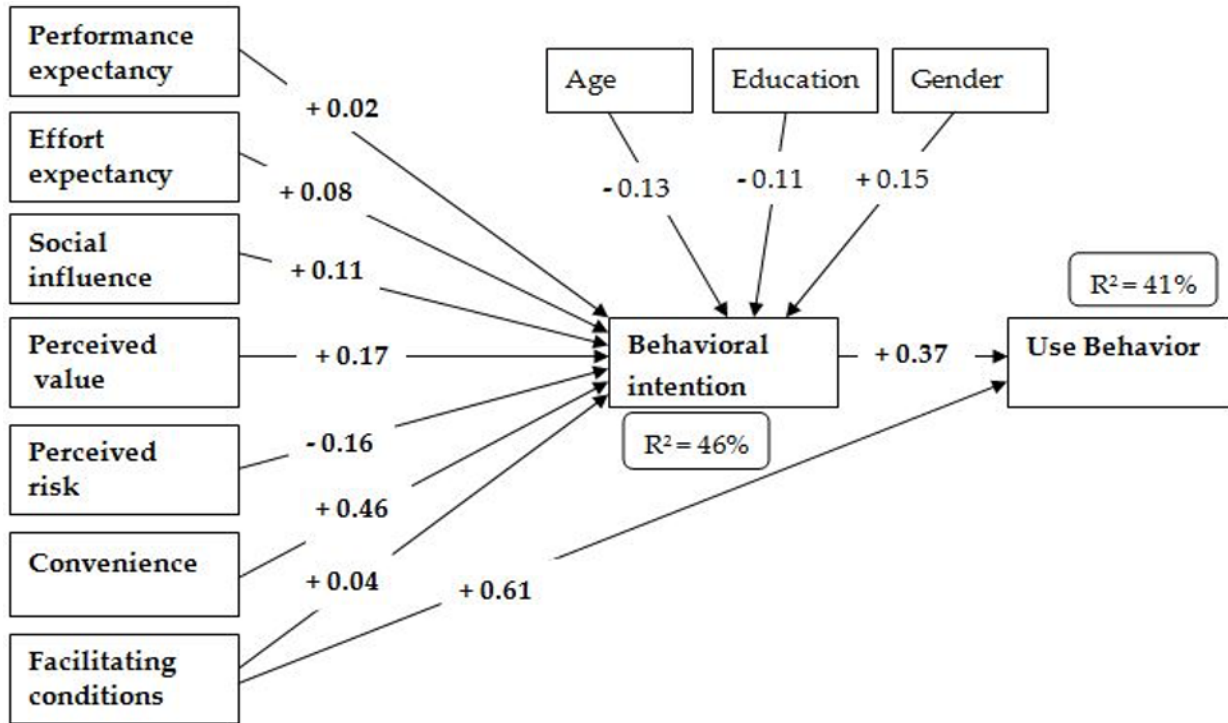 Performance
expectancy
+ 0.02
Effort
expectancy
+ 0.08
Social
influence
+ 0.11
Perceived
value
+ 0.17
Perceived
risk
- 0.16
Convenience
+ 0.46
Facilitating
conditions
+ 0.04
+ 0.61
Age
Education
Gender
- 0.13
- 0.11
+ 0.15
Behavioral
intention
R² = 46%
+ 0.37
R² = 41%
Use Behavior